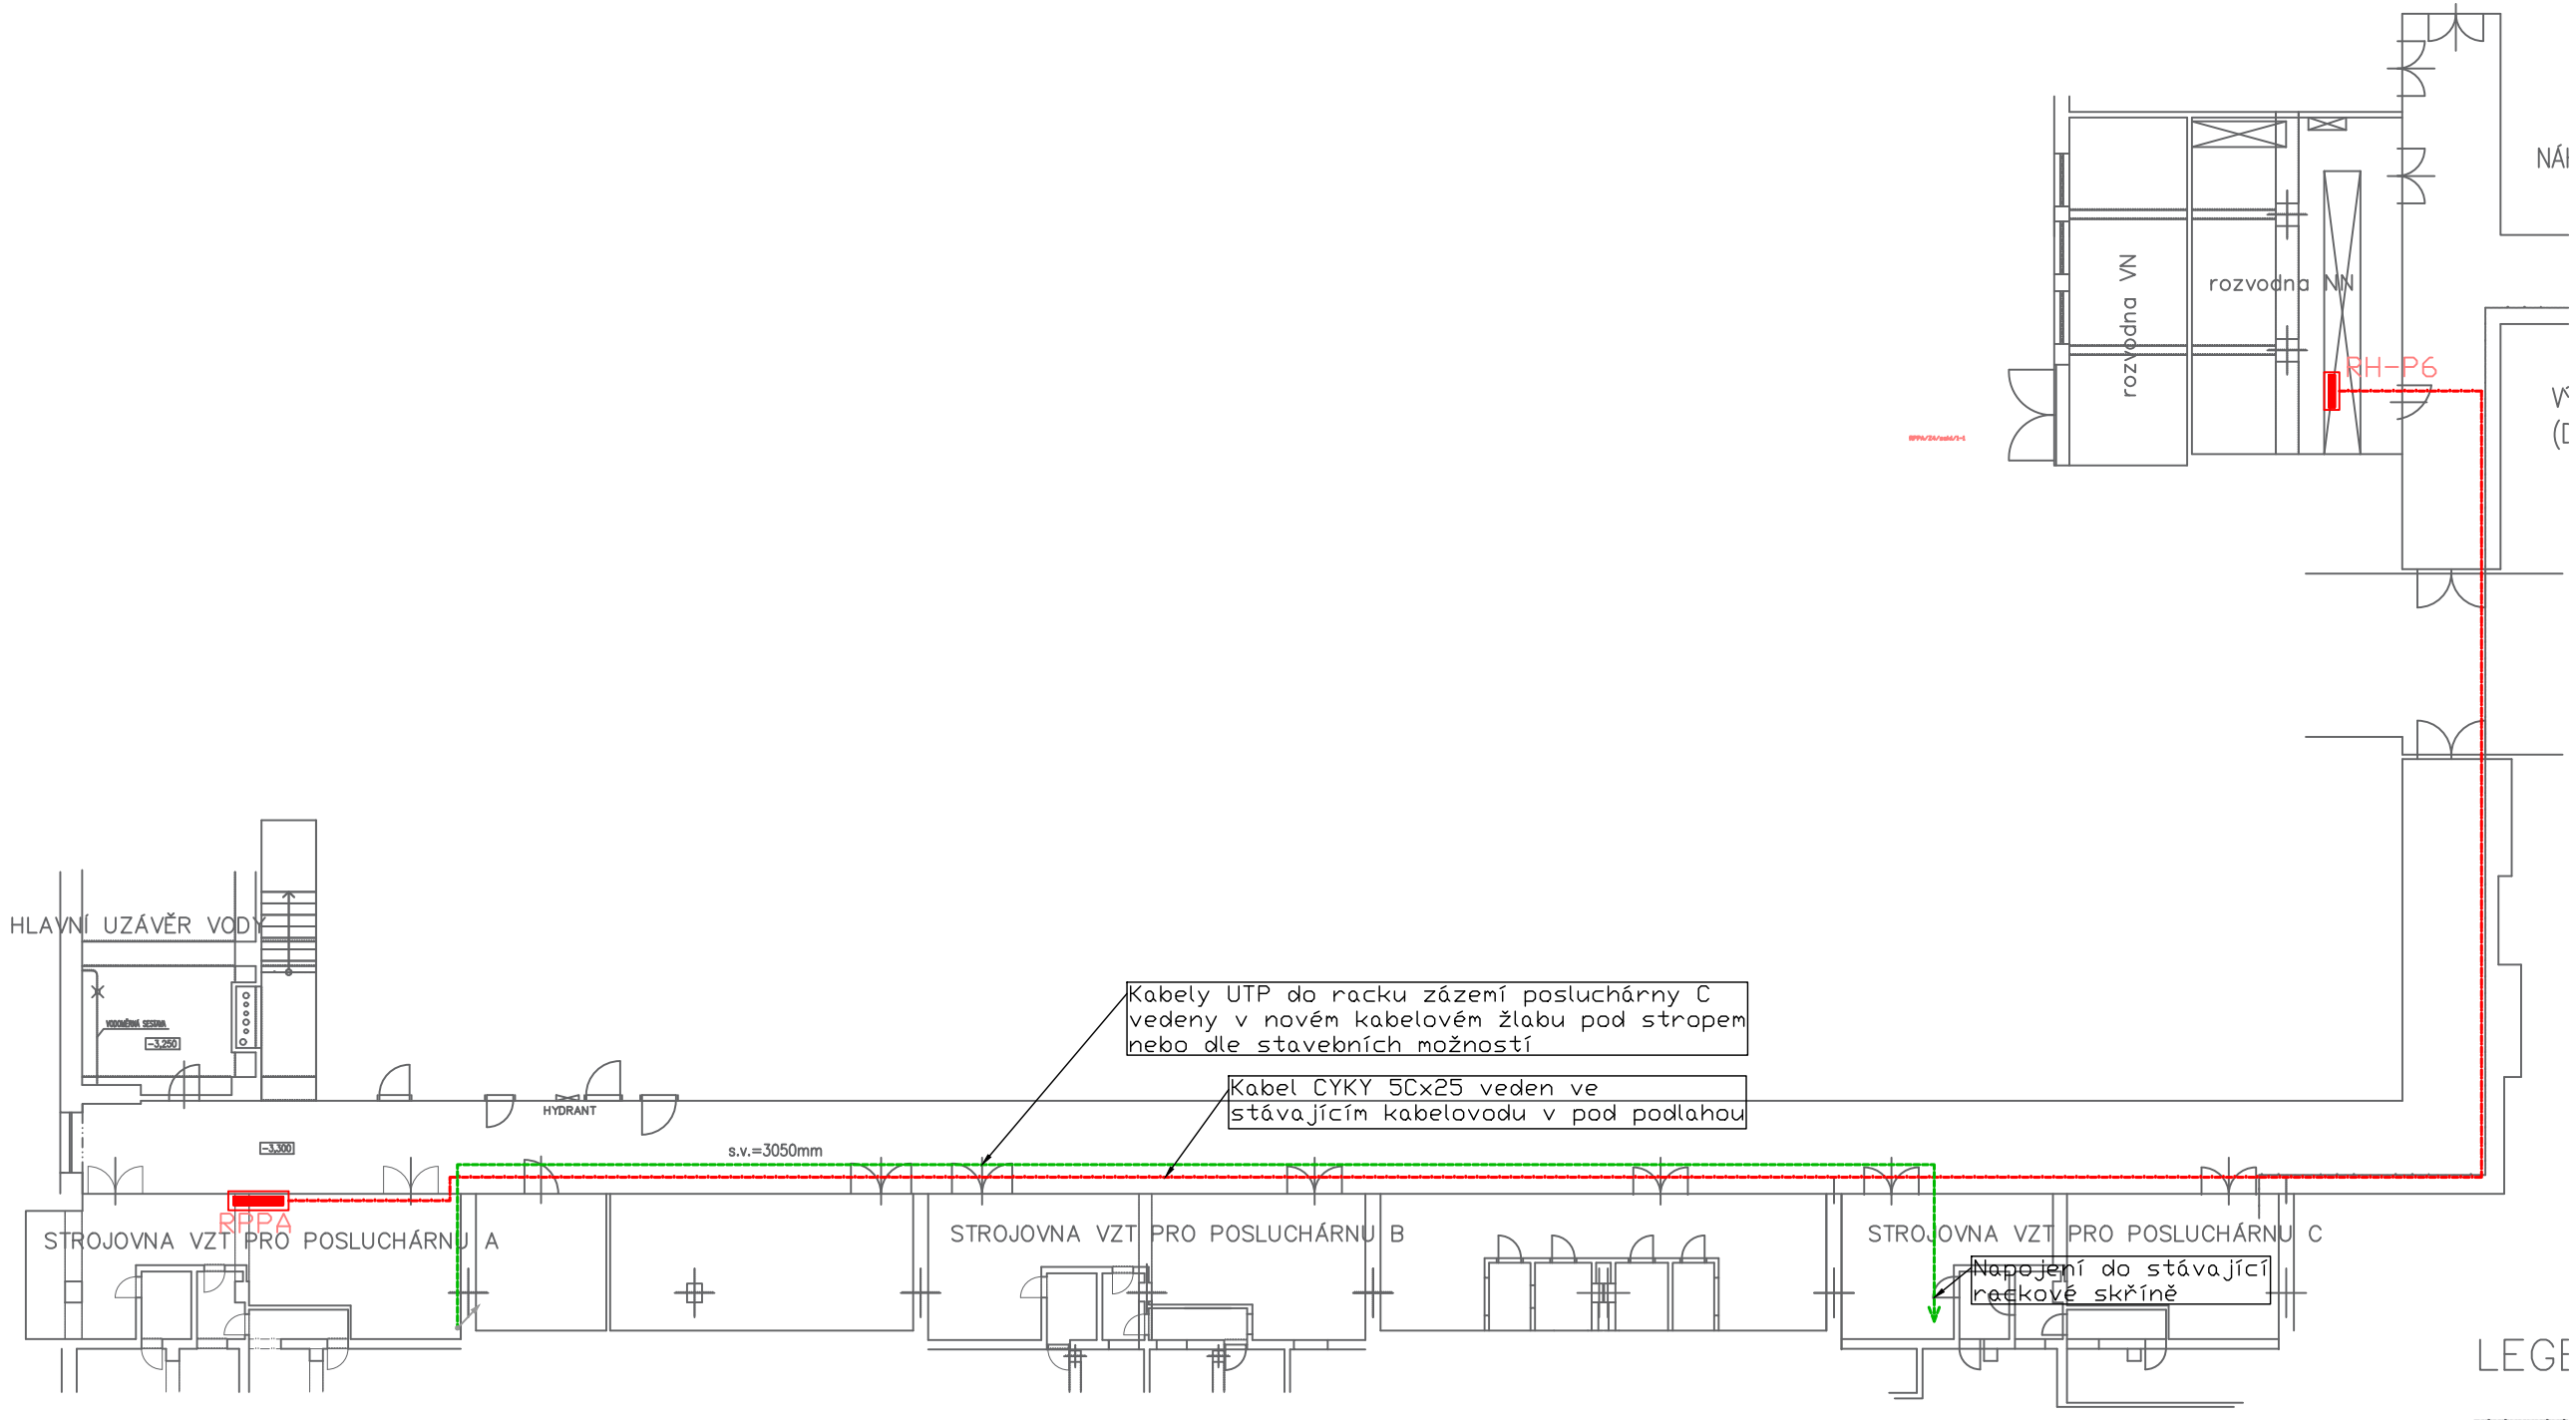 NÁ
rozvodna VN
rozvodna NN
RH-P6
HLAVNÍ UZÁVĚR VODY
VODOMĚRNÁ SESTAVA
-3,250
Kabely UTP do racku zázemí posluchárny C
vedeny v novém kabelovém žlabu pod stropem
nebo dle stavebních možností
Kabel CYKY 5Cx25 veden ve
stávajícím kabelovodu v pod podlahou
HYDRANT
-3,300
s.v.=3050mm
RPPA
STROJOVNA VZT PRO POSLUCHÁRNU A
STROJOVNA VZT PRO POSLUCHÁRNU B
STROJOVNA VZT PRO POSLUCHÁRNU C
Napojení do stávající
rackové skříně
LEGE